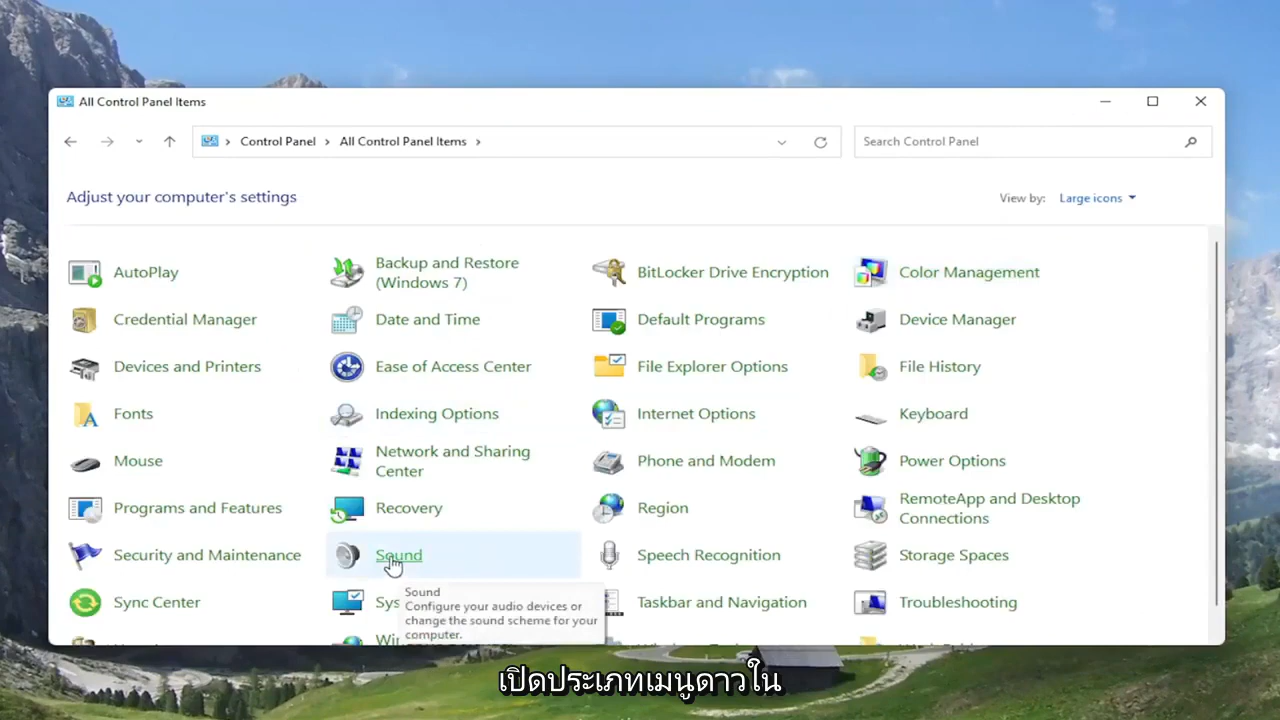 All Control Panel Items
Control Panel
All Control Panel Items
Search Control Panel
Adjust your computer's settings
View by:
Large icons
AutoPlay
Backup and Restore
(Windows 7)
BitLocker Drive Encryption
Color Management
Credential Manager
Date and Time
Default Programs
Device Manager
Devices and Printers
Ease of Access Center
File Explorer Options
File History
Fonts
Indexing Options
Internet Options
Keyboard
Mouse
Network and Sharing
Center
Phone and Modem
Power Options
Programs and Features
Recovery
Region
RemoteApp and Desktop
Connections
Security and Maintenance
Sound
Speech Recognition
Storage Spaces
Sync Center
Taskbar and Navigation
Troubleshooting
Sound
Configure your audio devices or
change the sound scheme for your
computer.
เปิดประเภทเมนูดาวใน